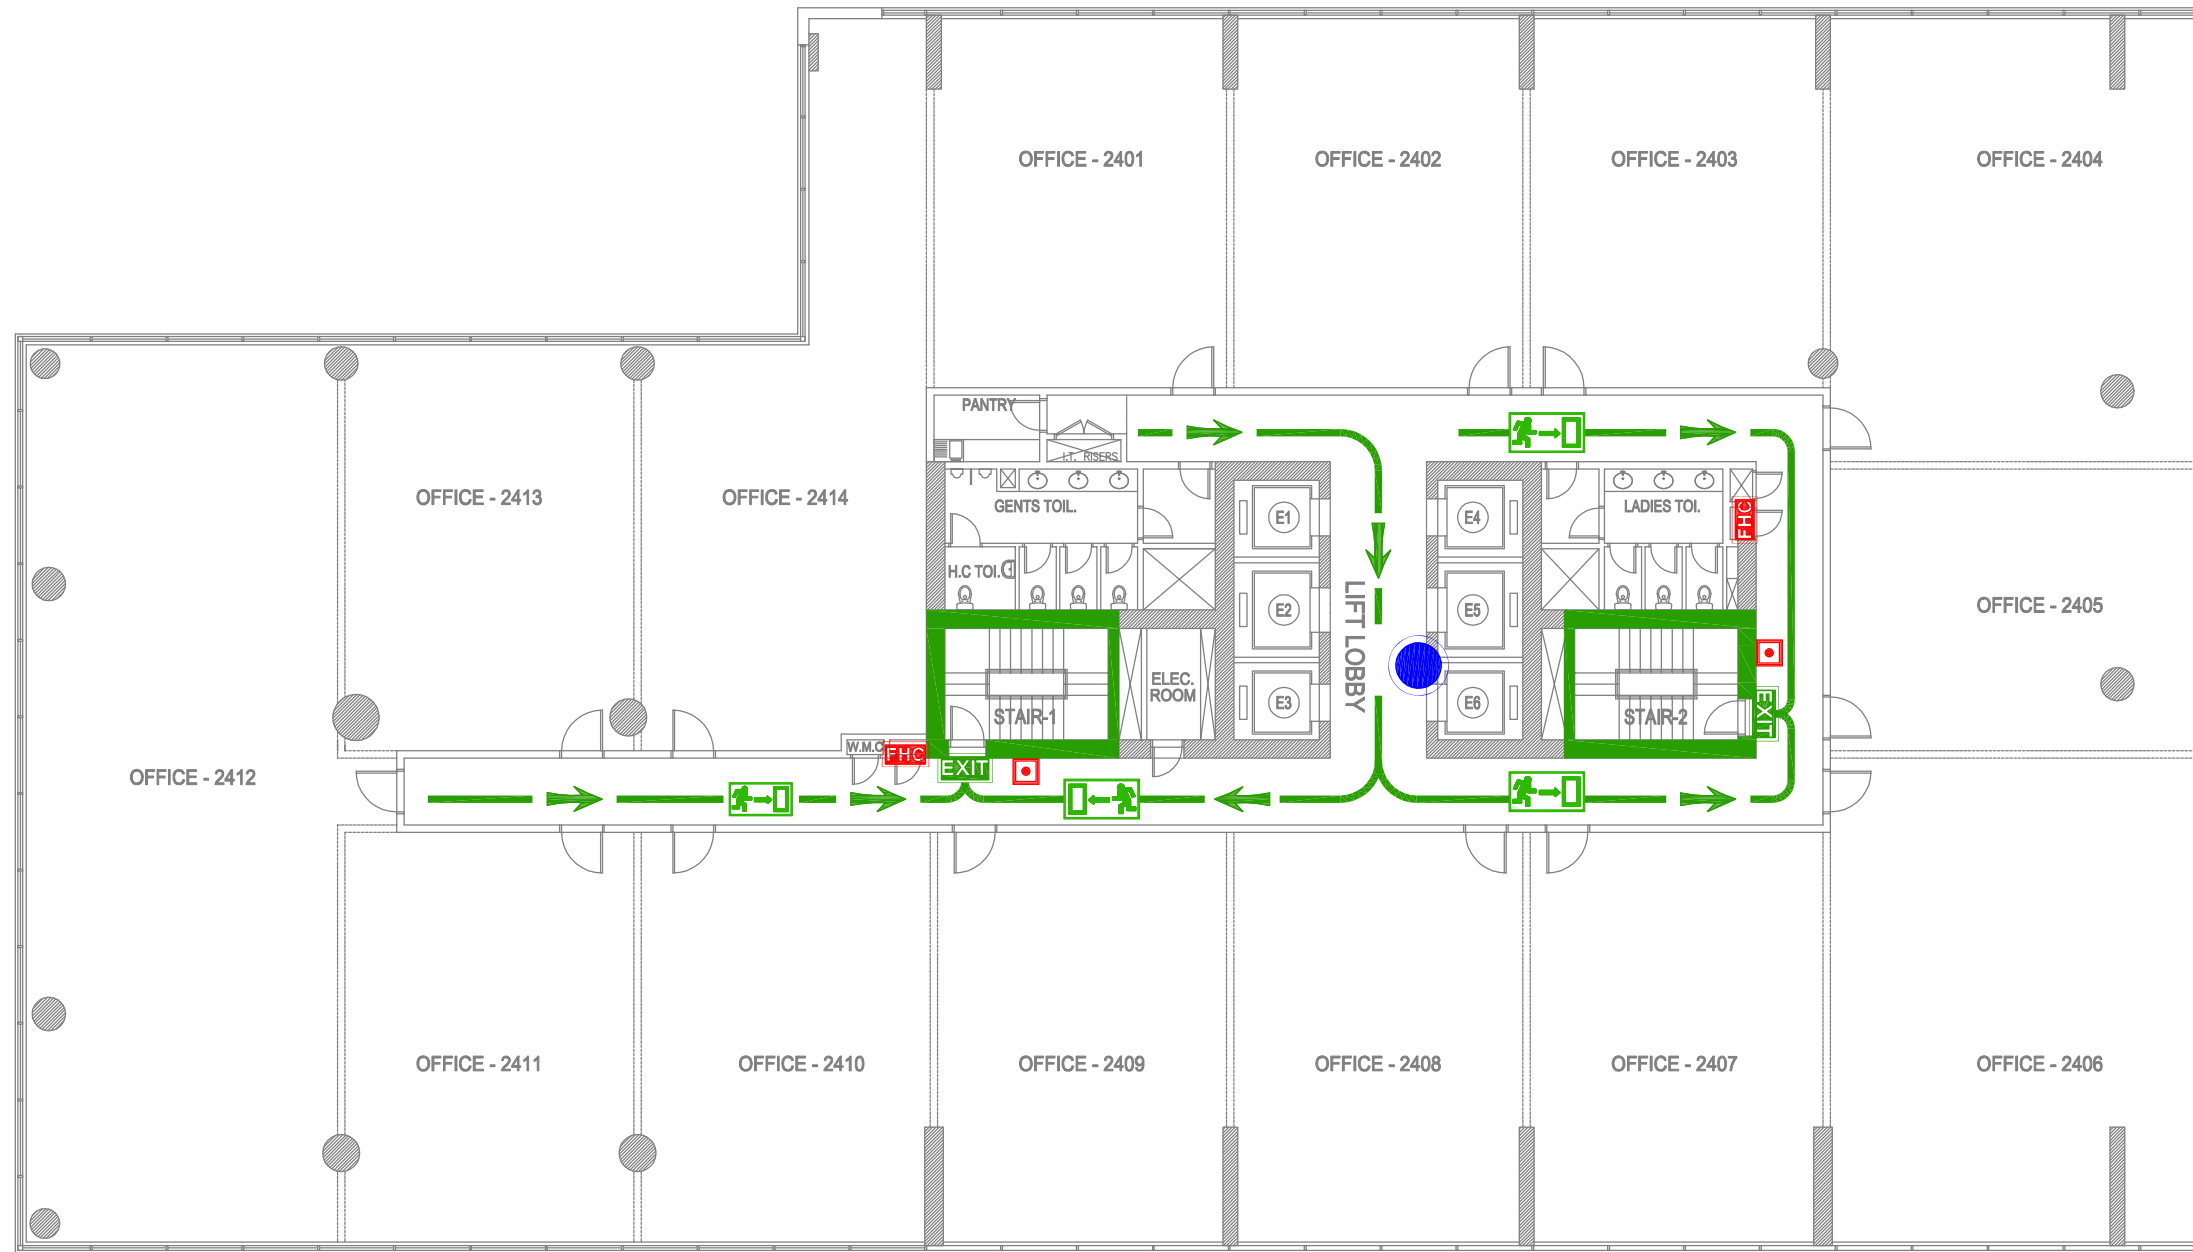 OFFICE - 2401
OFFICE - 2402
OFFICE - 2403
OFFICE - 2404
PANTRY
I.T. RISERS
OFFICE - 2413
OFFICE - 2414
GENTS TOIL.
E1
E4
LADIES TOI.
FHC
H.C TOI.
E2
LIFT LOBBY
E5
OFFICE - 2405
ELEC.
ROOM
E3
E6
STAIR-1
STAIR-2
EXIT
W.M.C
FHC
EXIT
OFFICE - 2412
OFFICE - 2411
OFFICE - 2410
OFFICE - 2409
OFFICE - 2408
OFFICE - 2407
OFFICE - 2406